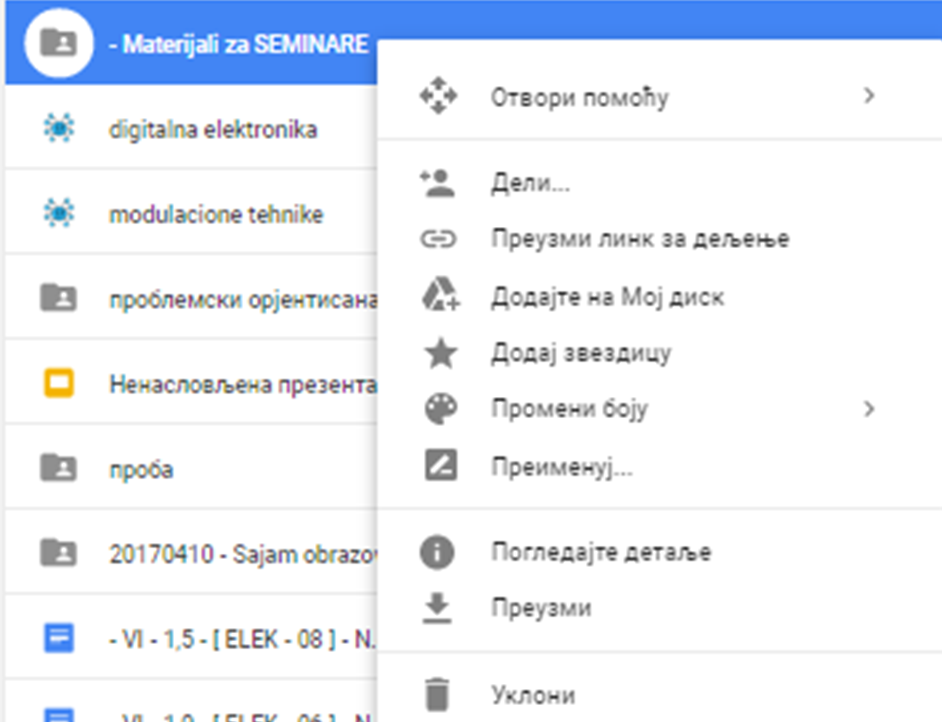 - Materijali za SEMINARE
digitalna elektronika
modulacione tehnike
проблемски орјентисана
Ненасловљена презента
проба
20170410 - Sajam obrazov
- VI - 1,5 - [ ELEK - 08 ] - N...
- VI - 1,0 - [ ELEK - 06 ] - N
Отвори помоћу
Дели...
Преузми линк за дељење
Додајте на Мој диск
Додај звездицу
Промени боју
Преименуј...
Погледајте детаље
Преузми
Уклони